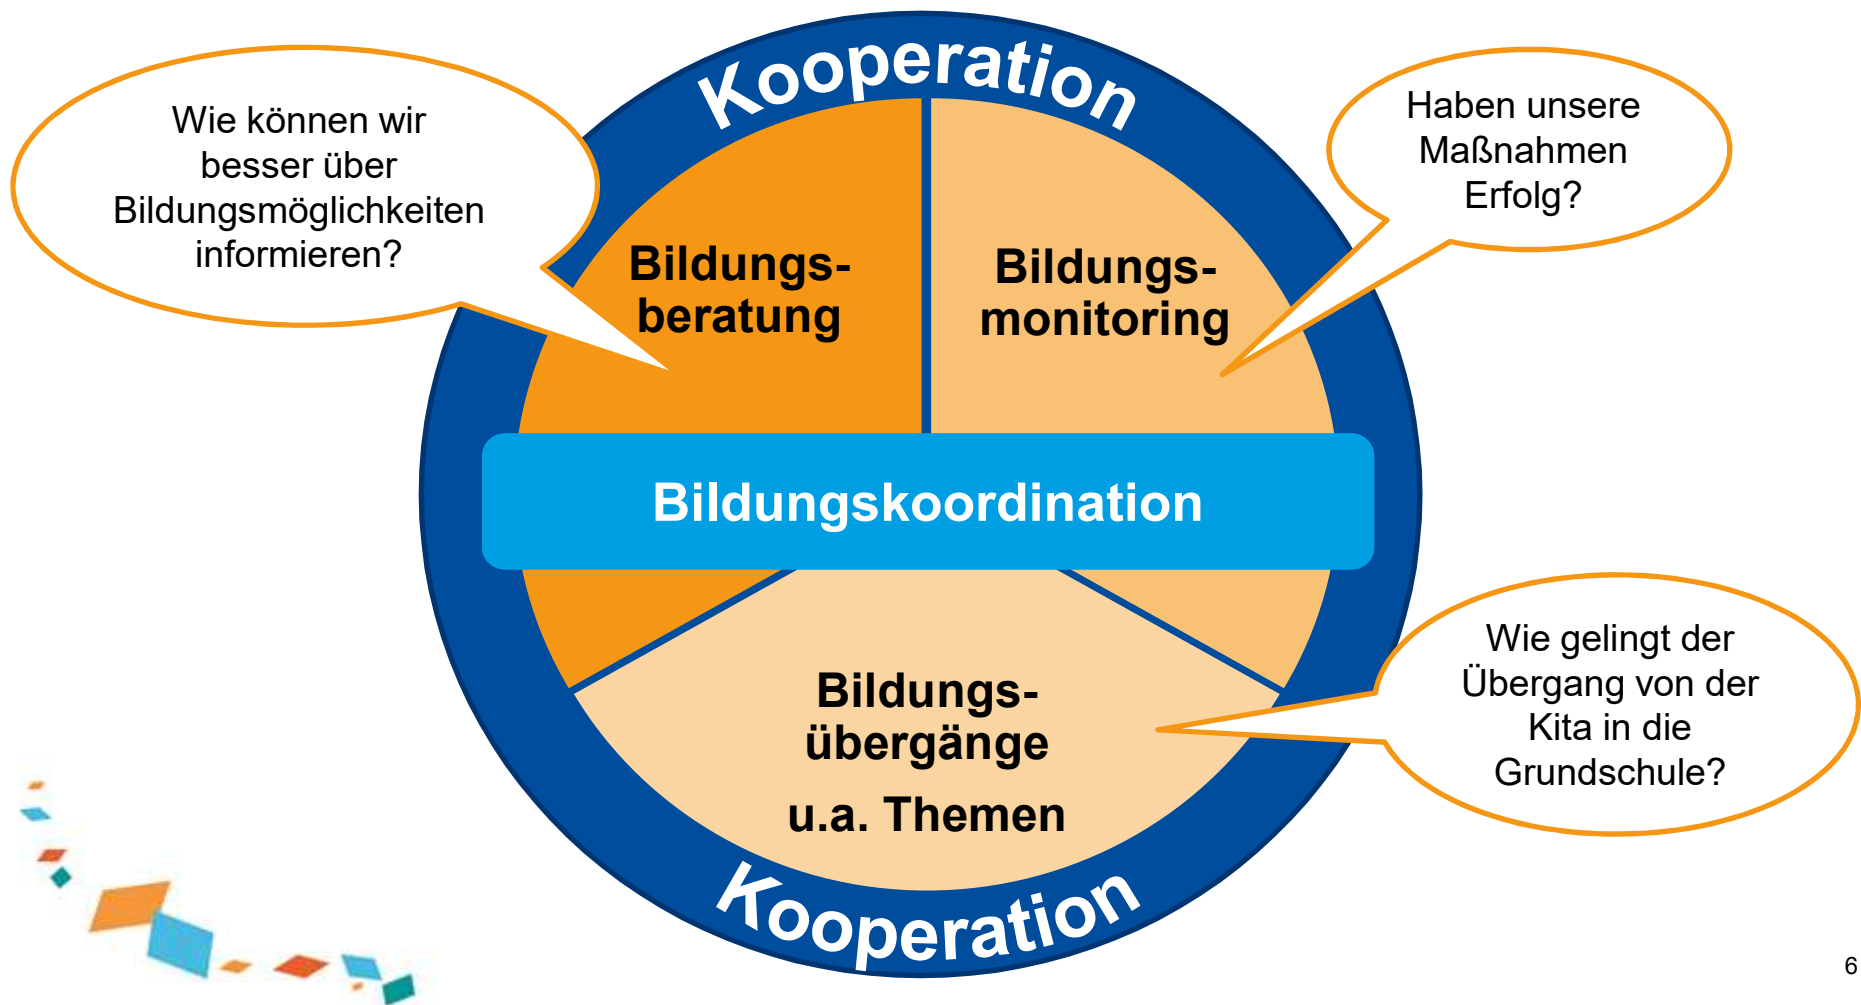 Kooperation
Wie können wir
besser über
Bildungsmöglichkeiten
informieren?
Haben unsere
Maßnahmen
Erfolg?
Bildungs-
beratung
Bildungs-
monitoring
Bildungskoordination
Wie gelingt der
Übergang von der
Kita in die
Grundschule?
Bildungs-
übergänge
u.a. Themen
Kooperation
6